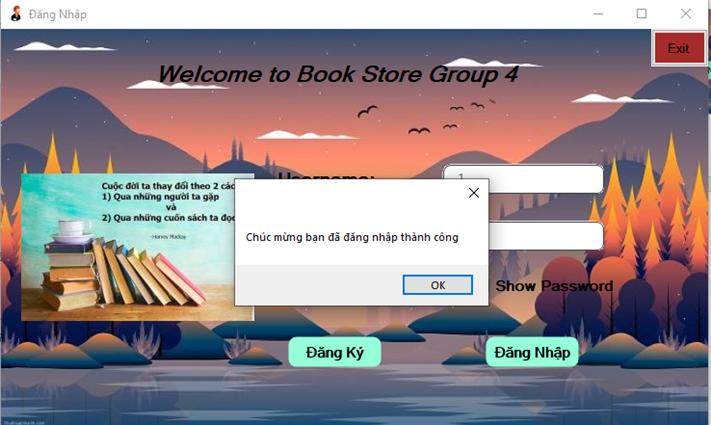 Đăng Nhập
Exit
Welcome to Book Store Group 4
Username:
1
Cuộc đời ta thay đổi theo 2 các
1) Qua những người ta gặp
và
2) Qua những cuốn sách ta đọc
-Harvey MacKay
Chúc mừng bạn đã đăng nhập thành công
OK
Show Password
Đăng Ký
Đăng Nhập